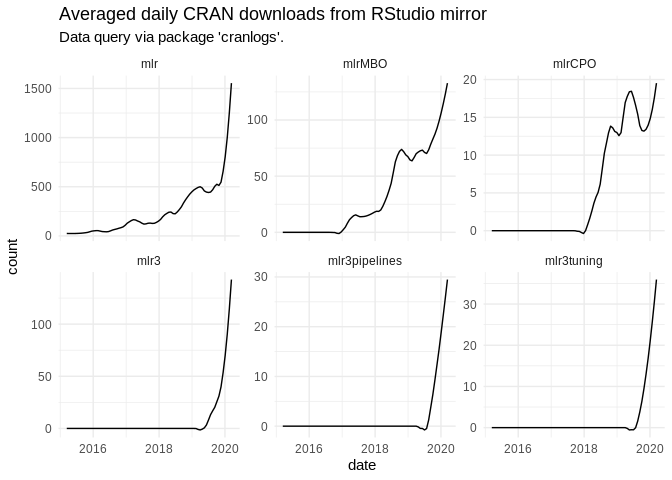 Averaged daily CRAN downloads from RStudio mirror
Data query via package 'cranlogs'.
mlr
mlrMBO
mlrCPO
1500
1000
500
0
100
50
0
20
15
10
5
0
count
mlr3
mlr3pipelines
mlr3tuning
100
50
0
30
20
10
0
30
20
10
0
2016 2018 2020
2016 2018 2020
2016 2018 2020
date